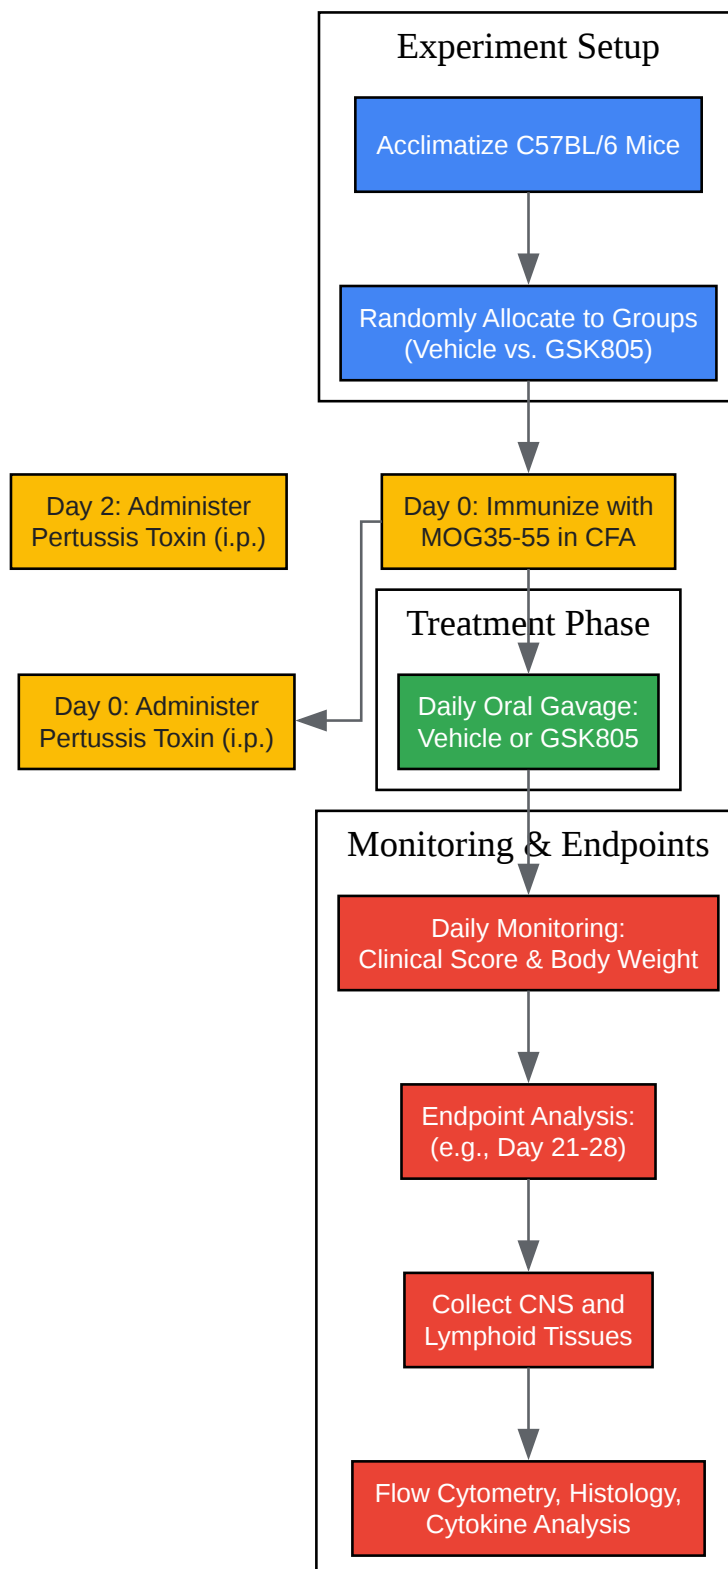 Experiment Setup
Acclimatize C57BL/6 Mice
Randomly Allocate to Groups
(Vehicle vs. GSK805)
Day 2: Administer
Pertussis Toxin (i.p.)
Day 0: Immunize with
MOG35-55 in CFA
Treatment Phase
Day 0: Administer
Pertussis Toxin (i.p.)
Daily Oral Gavage:
Vehicle or GSK805
Monitoring & Endpoints
Daily Monitoring:
Clinical Score & Body Weight
Endpoint Analysis:
(e.g., Day 21-28)
Collect CNS and
Lymphoid Tissues
Flow Cytometry, Histology,
Cytokine Analysis